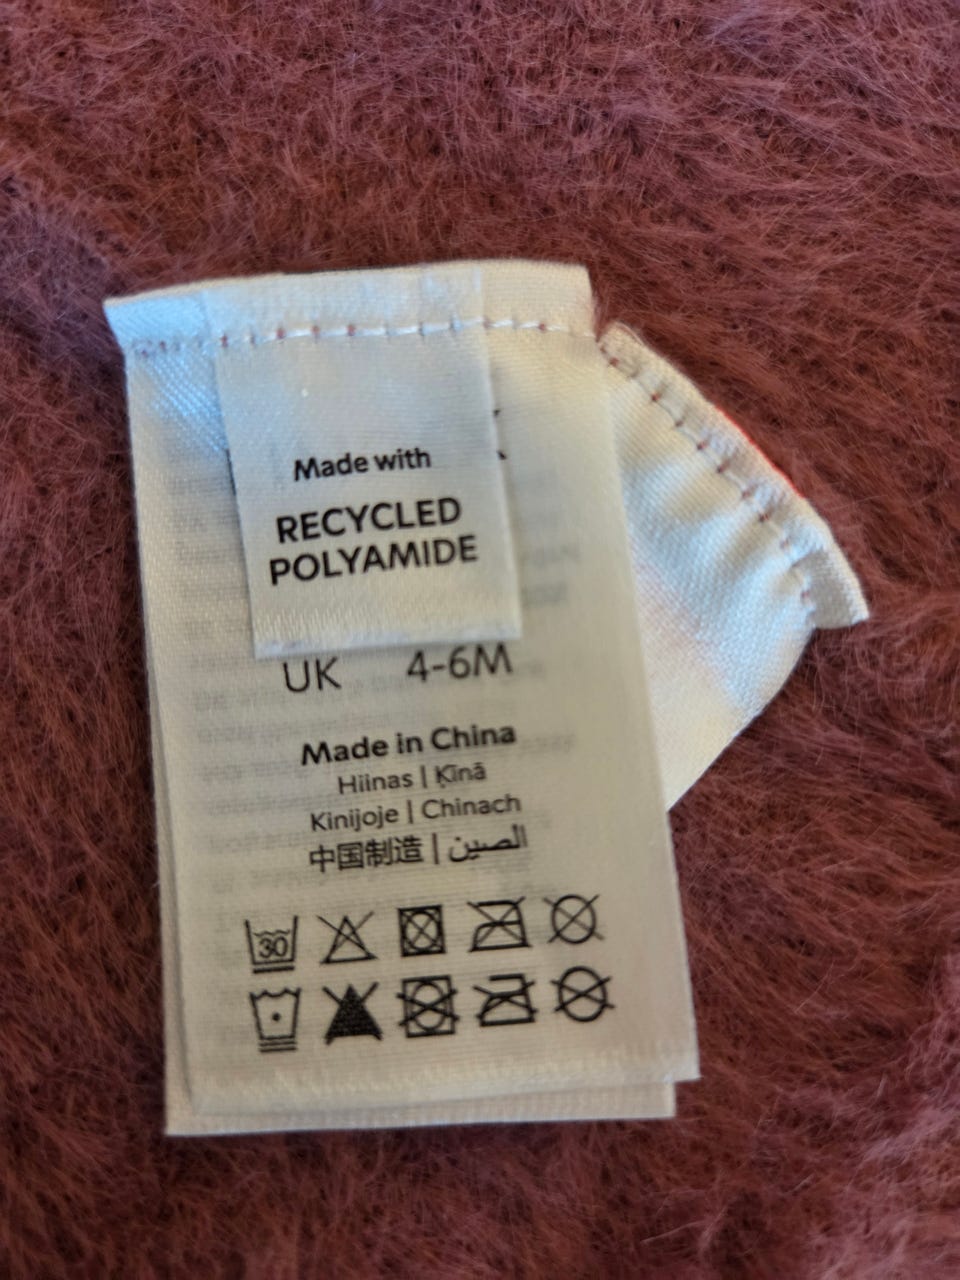 Made with
RECYCLED
POLYAMIDE
UK 4-6M
Made in China
Hiinas | Ķīnā
Kinijoje | Chinach
中国制造 | الصين
30